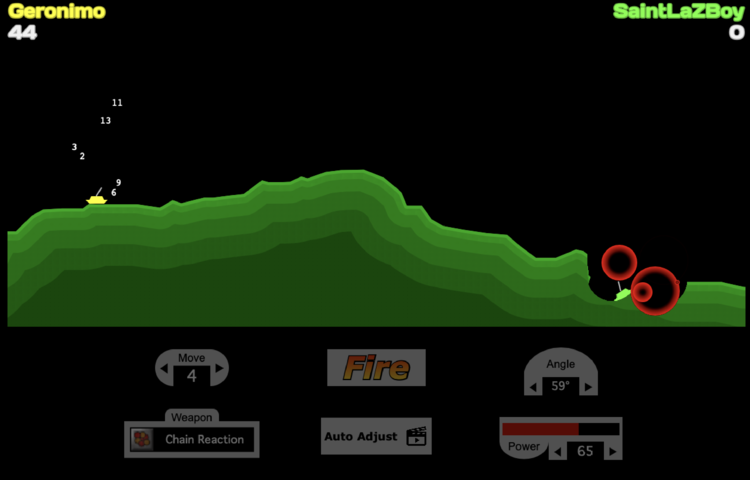 Geronimo
SaintLaZBoy
44
0
11
13
3
2
9
6
Move
4
Fire
Angle
59°
Weapon
Chain Reaction
Auto Adjust
Power
65